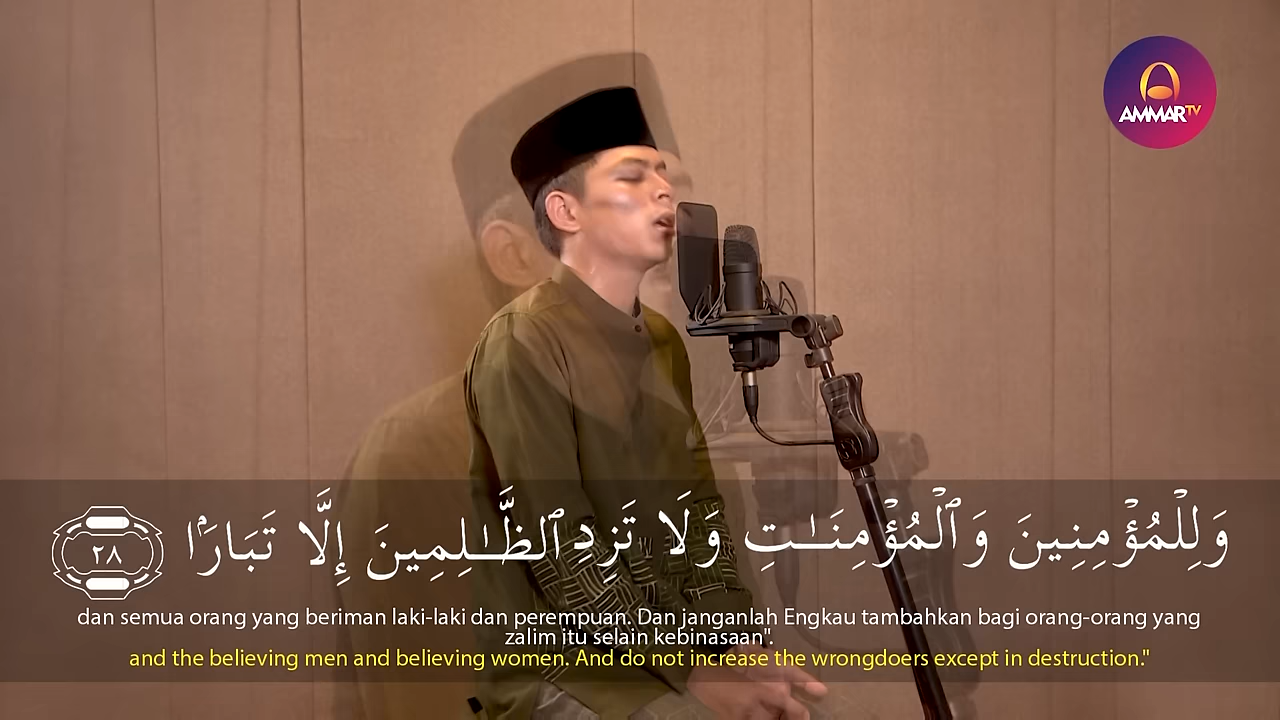 AMMARTV
وَلِلْمُؤْمِنِينَ وَٱلْمُؤْمِنَـٰتِ وَلَا تَزِدِ ٱلظَّـٰلِمِينَ إِلَّا تَبَارًۢا ٢٨
dan semua orang yang beriman laki-laki dan perempuan. Dan janganlah Engkau tambahkan bagi orang-orang yang
zalim itu selain kebinasaan".
and the believing men and believing women. And do not increase the wrongdoers except in destruction."